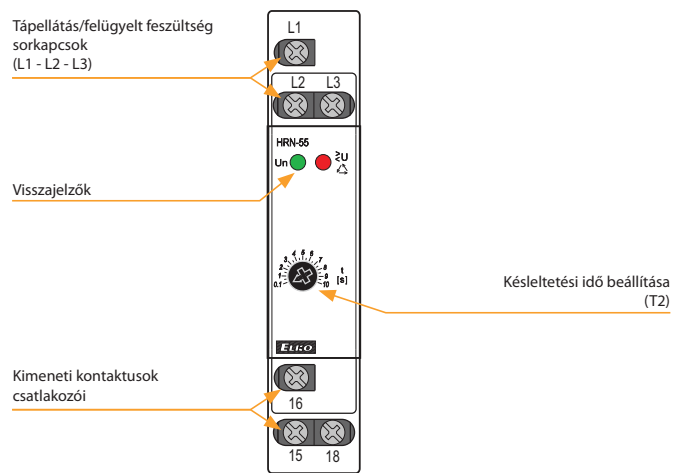 Tápellátás/felügyelt feszültség
sorkapcsok
(L1 - L2 - L3)
L1
L2 L3
HRN-55
Un
≷U
Visszajelzők
0.1 1 2 3 4 5 6 7 8 9 10
t
[s]
Késleltetési idő beállítása
(T2)
ELKO
Kimeneti kontaktusok
csatlakozói
16
15 18